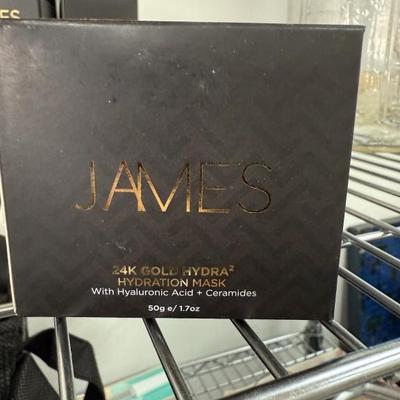 JAMES
24K GOLD HYDRA²
HYDRATION MASK
With Hyaluronic Acid + Ceramides
50g e/ 1.7oz